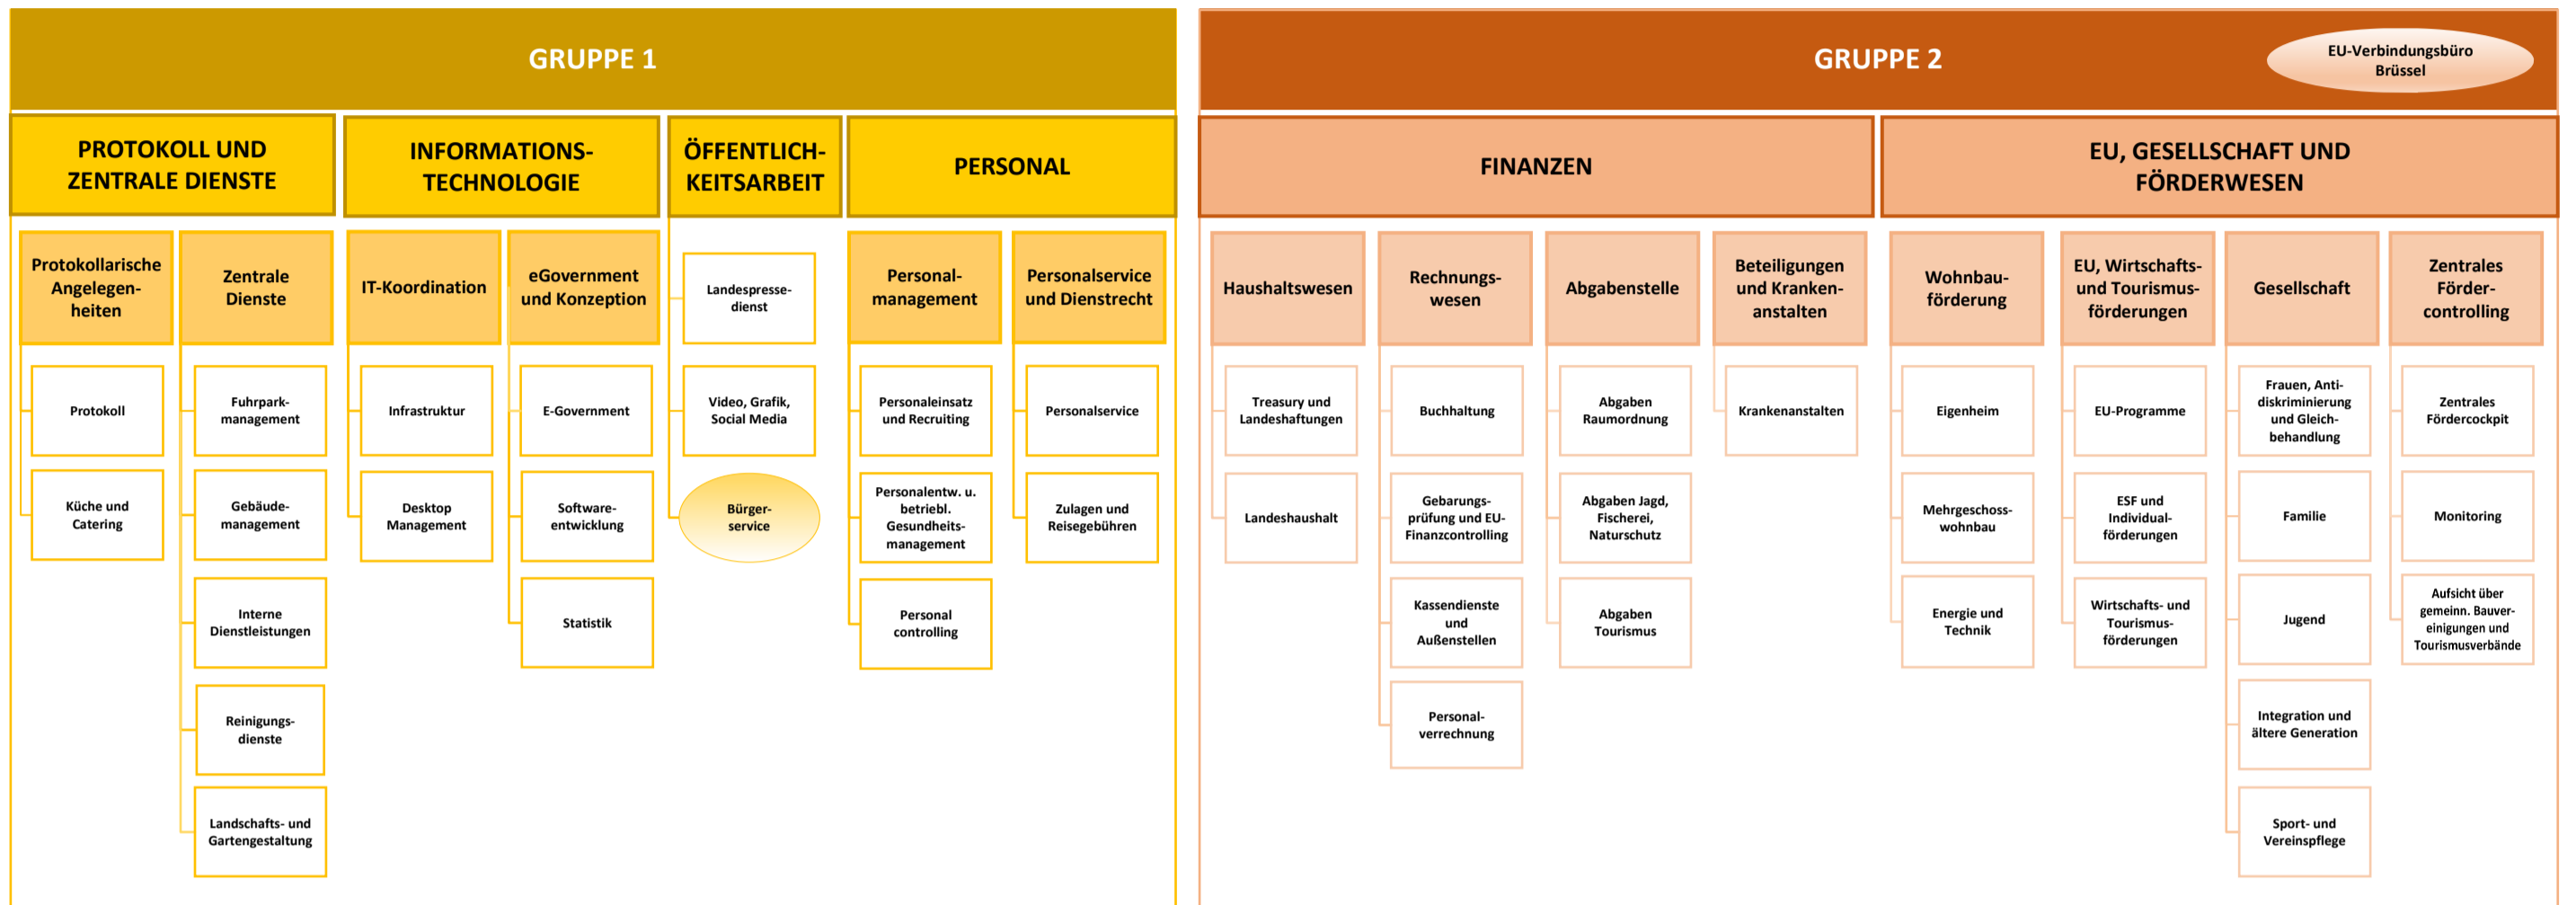 GRUPPE 1
PROTOKOLL UND
ZENTRALE DIENSTE
INFORMATIONS-
TECHNOLOGIE
ÖFFENTLICH-
KEITSARBEIT
PERSONAL
Protokollarische
Angelegen-
heiten
Protokoll
Küche und
Catering
Zentrale
Dienste
Fuhrpark-
management
Gebäude-
management
Interne
Dienstleistungen
Reinigungs-
dienste
Landschafts- und
Gartengestaltung
IT-Koordination
Infrastruktur
Desktop
Management
eGovernment
und Konzeption
E-Government
Software-
entwicklung
Statistik
Landespresse-
dienst
Video, Grafik,
Social Media
Bürger-
service
Personal-
management
Personaleinsatz
und Recruiting
Personalentw. u.
betriebl.
Gesundheits-
management
Personal
controlling
Personalservice
und Dienstrecht
Personalservice
Zulagen und
Reisegebühren
GRUPPE 2
EU-Verbindungsbüro
Brüssel
FINANZEN
EU, GESELLSCHAFT UND
FÖRDERWESEN
Haushaltswesen
Treasury und
Landeshaftungen
Landeshaushalt
Rechnungs-
wesen
Buchhaltung
Gebarungs-
prüfung und EU-
Finanzcontrolling
Kassendienste
und
Außenstellen
Personal-
verrechnung
Abgabenstelle
Abgaben
Raumordnung
Abgaben Jagd,
Fischerei,
Naturschutz
Abgaben
Tourismus
Beteiligungen
und Kranken-
anstalten
Krankenanstalten
Wohnbau-
förderung
Eigenheim
Mehrgeschoss-
wohnbau
Energie und
Technik
EU, Wirtschafts-
und Tourismus-
förderungen
EU-Programme
ESF und
Individual-
förderungen
Wirtschafts- und
Tourismus-
förderungen
Gesellschaft
Frauen, Anti-
diskriminierung
und Gleich-
behandlung
Familie
Jugend
Integration und
ältere Generation
Sport- und
Vereinspflege
Zentrales
Förder-
controlling
Zentrales
Fördercockpit
Monitoring
Aufsicht über
gemeinn. Bauver-
einigungen und
Tourismusverbände